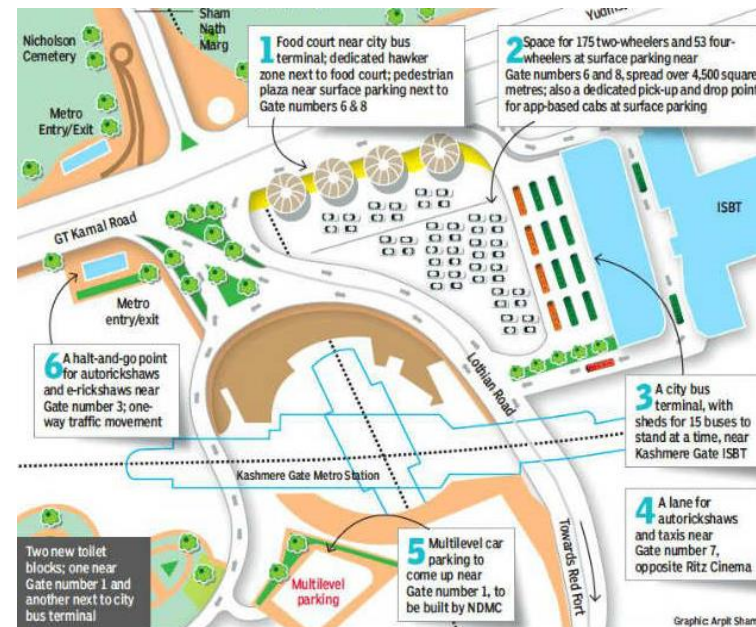 Sham
Nath
Marg
Nicholson
Cemetery
Metro
Entry/Exit
1 Food court near city bus
terminal; dedicated hawker
zone next to food court; pedestrian
plaza near surface parking next to
Gate numbers 6 & 8
2 Space for 175 two-wheelers and 53 four-
wheelers at surface parking near
Gate numbers 6 and 8, spread over 4,500 square
metres; also a dedicated pick-up and drop point
for app-based cabs at surface parking
ISBT
GT Kamal Road
Metro
entry/exit
6 A halt-and-go point
for autorickshaws
and e-rickshaws near
Gate number 3; one-
way traffic movement
Lothian Road
3 A city bus
terminal, with
sheds for 15 buses to
stand at a time, near
Kashmere Gate ISBT
Kashmere Gate Metro Station
4 A lane for
autorickshaws
and taxis near
Gate number 7,
opposite Ritz Cinema
Two new toilet
blocks; one near
Gate number 1 and
another next to city
bus terminal
Multilevel
parking
5 Multilevel car
parking to
come up near
Gate number 1, to
be built by NDMC
Towards Red Fort
Graphic: Arpit Shar